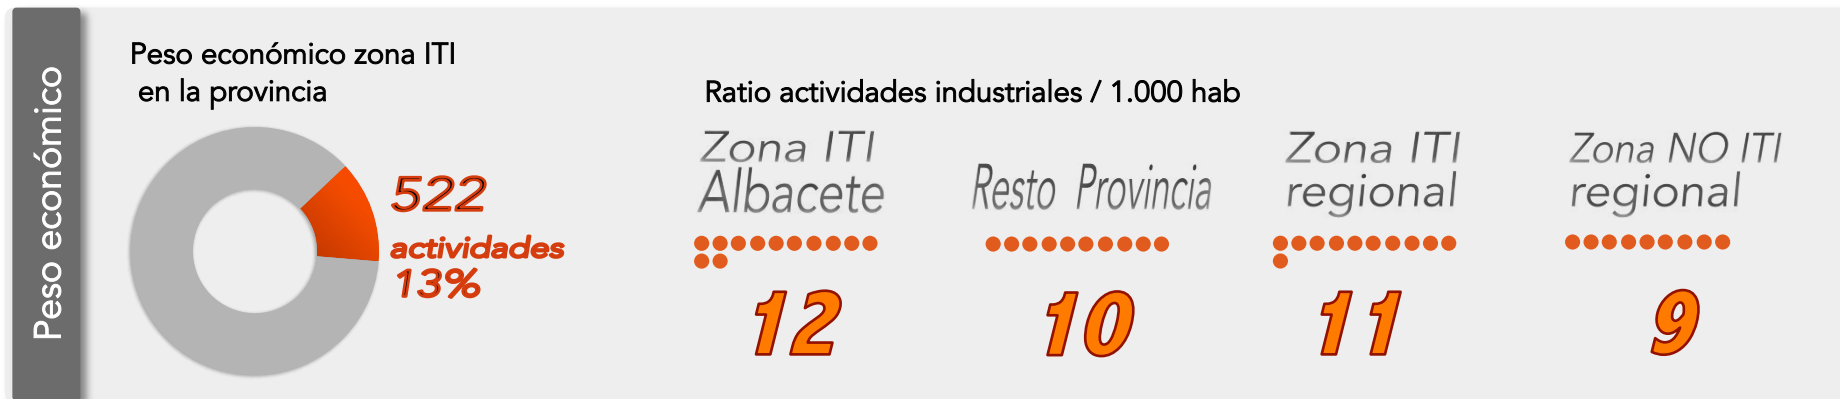 Peso económico
Peso económico zona ITI
en la provincia
522
actividades
13%
Ratio actividades industriales / 1.000 hab
Zona ITI
Albacete
12
Resto Provincia
10
Zona ITI
regional
11
Zona NO ITI
regional
9